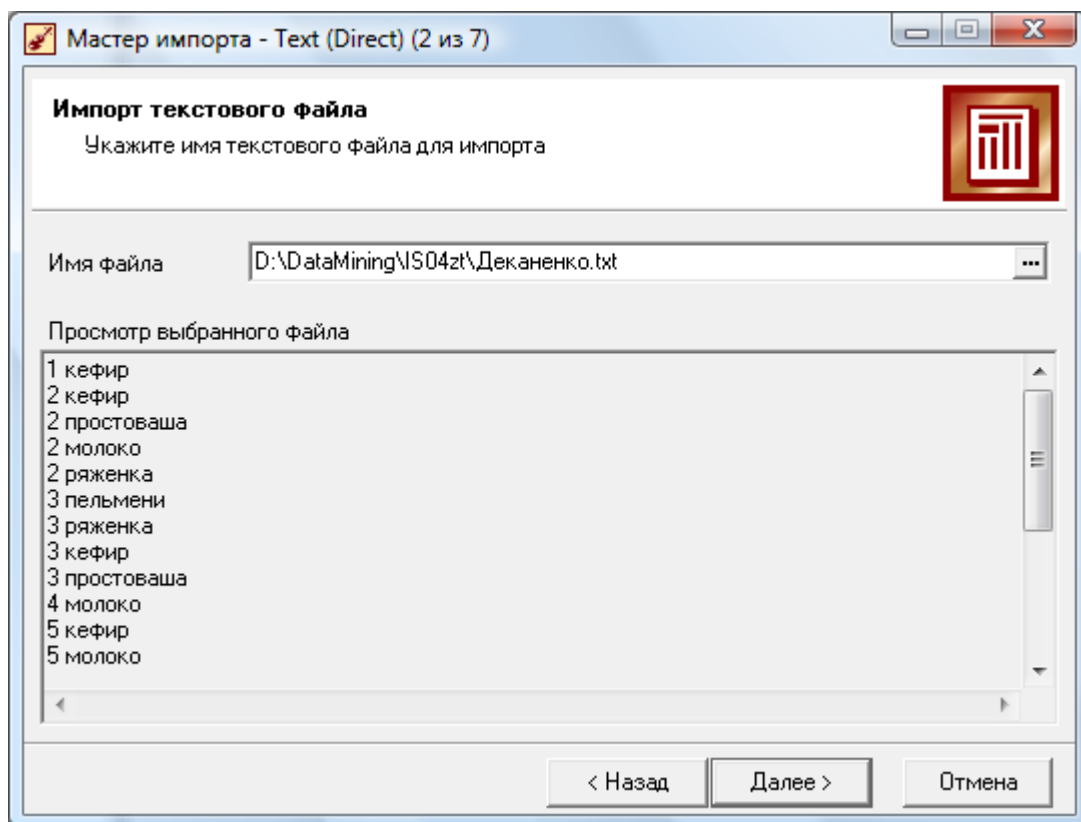 Мастер импорта - Text (Direct) (2 из 7)
Импорт текстового файла
Укажите имя текстового файла для импорта
Имя файла
D:\DataMining\IS04zt\Деканенко.txt
...
Просмотр выбранного файла
1 кефир
2 кефир
2 простоваша
2 молоко
2 ряженка
3 пельмени
3 ряженка
3 кефир
3 простоваша
4 молоко
5 кефир
5 молоко
< Назад
Далее >
Отмена